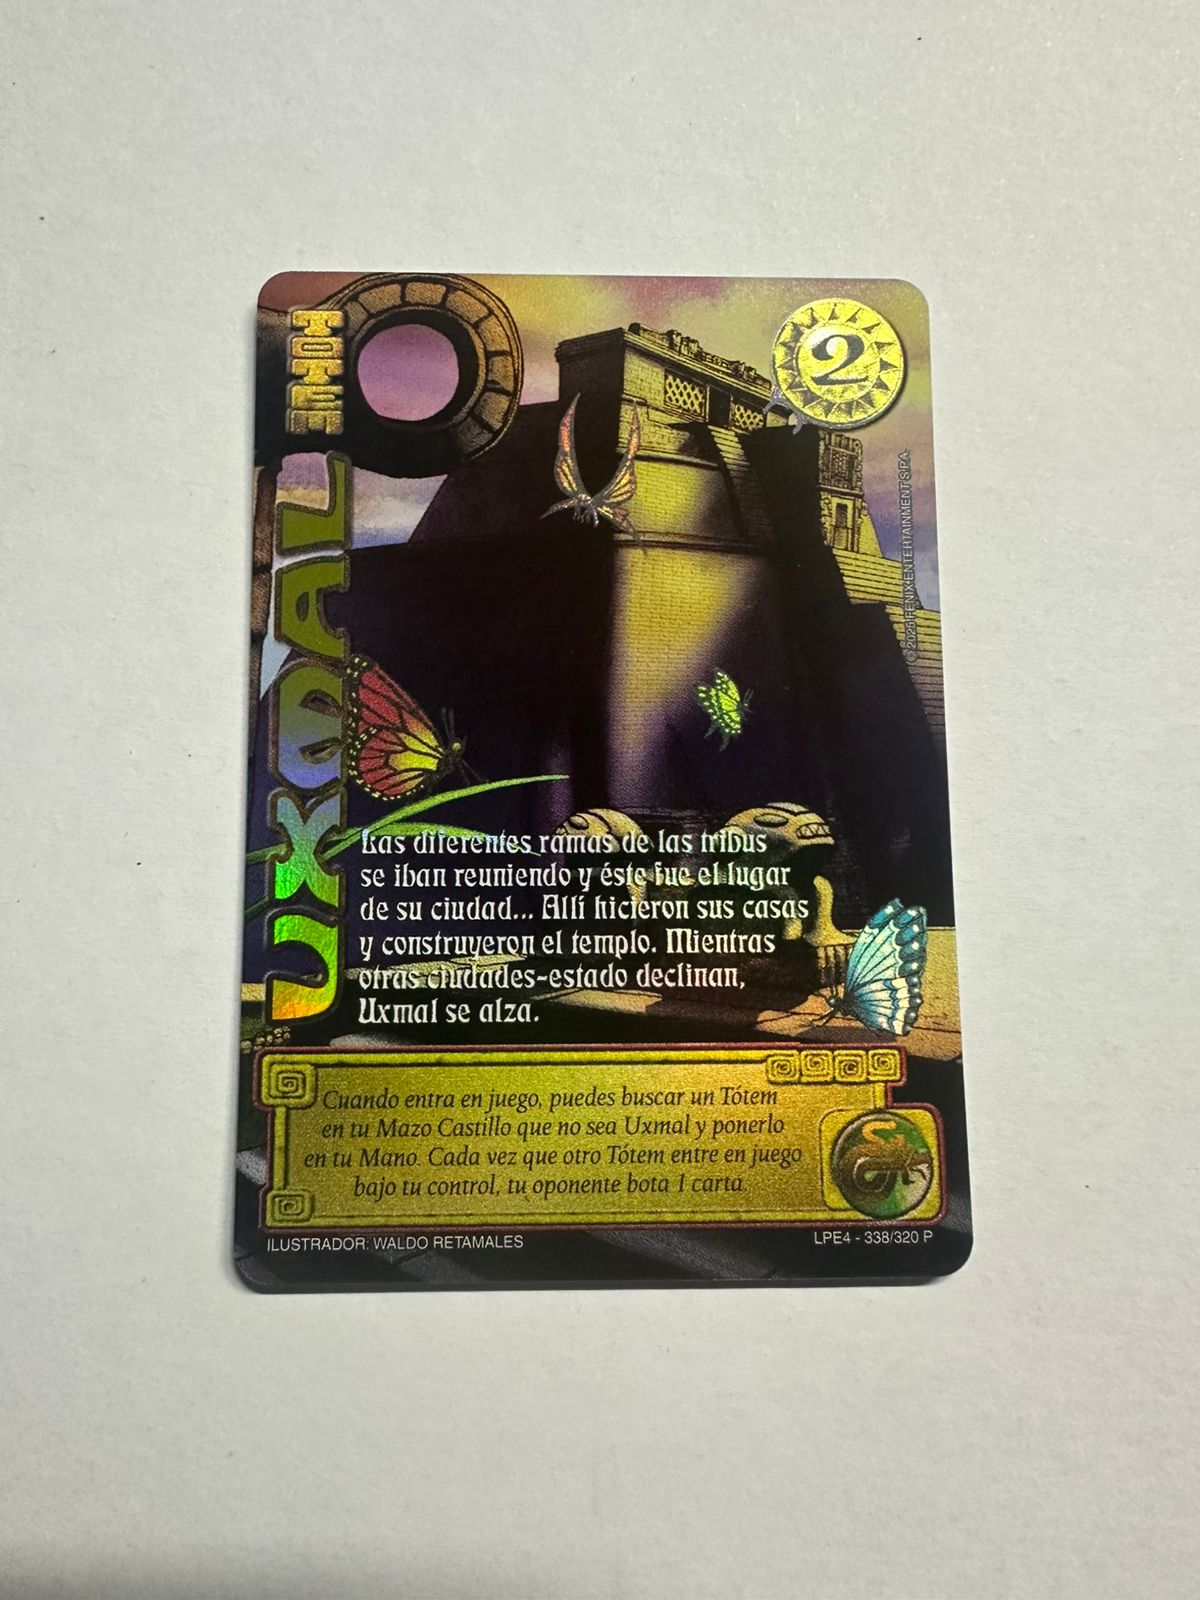 TOTEM
UXMAL
2
© 2025 FENIX ENTERTAINMENT S.P.A.
Las diferentes ramas de las tribus
se iban reuniendo y éste fue el lugar
de su ciudad... Allí hicieron sus casas
y construyeron el templo. Mientras
otras ciudades-estado declinan,
Uxmal se alza.
Cuando entra en juego, puedes buscar un Tótem
en tu Mazo Castillo que no sea Uxmal y ponerlo
en tu Mano. Cada vez que otro Tótem entre en juego
bajo tu control, tu oponente bota 1 carta.
ILUSTRADOR: WALDO RETAMALES
LPE4 - 338/320 P